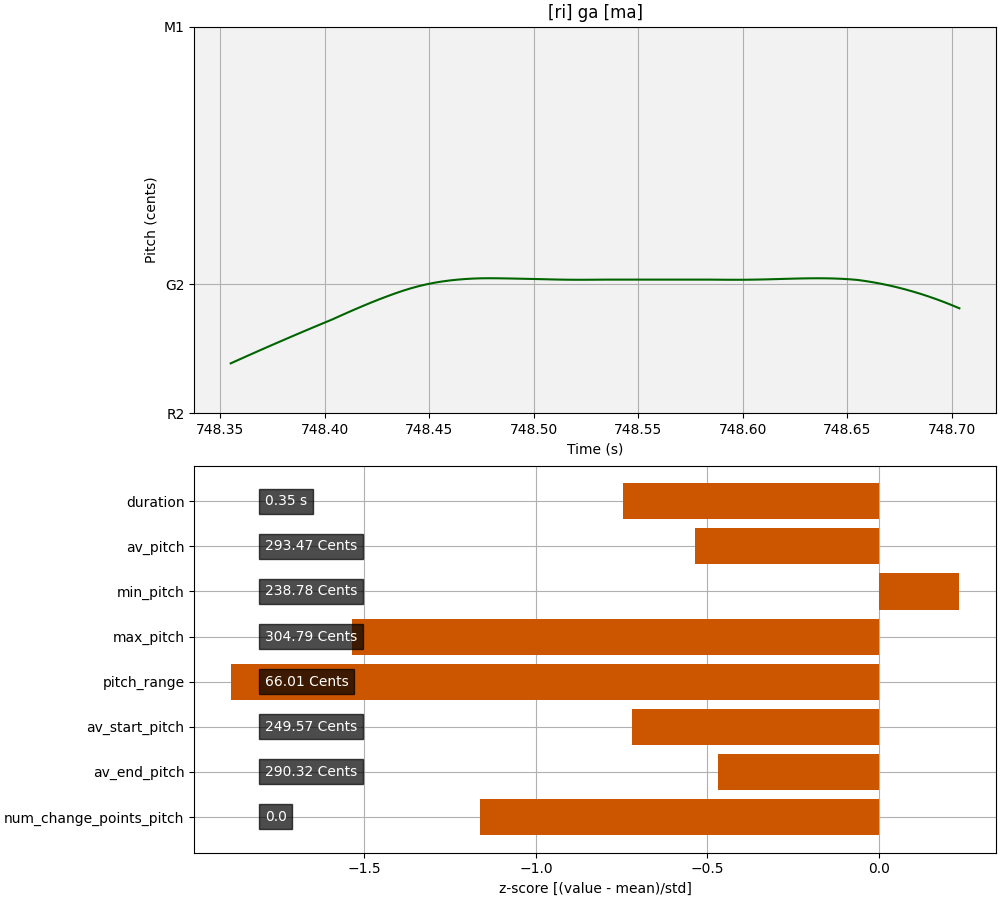 [ri] ga [ma]
M1
G2
R2
Pitch (cents)
748.35 748.40 748.45 748.50 748.55 748.60 748.65 748.70
Time (s)
duration 0.35 s
av_pitch 293.47 Cents
min_pitch 238.78 Cents
max_pitch 304.79 Cents
pitch_range 66.01 Cents
av_start_pitch 249.57 Cents
av_end_pitch 290.32 Cents
num_change_points_pitch 0.0
−1.5 −1.0 −0.5 0.0
z-score [(value - mean)/std]